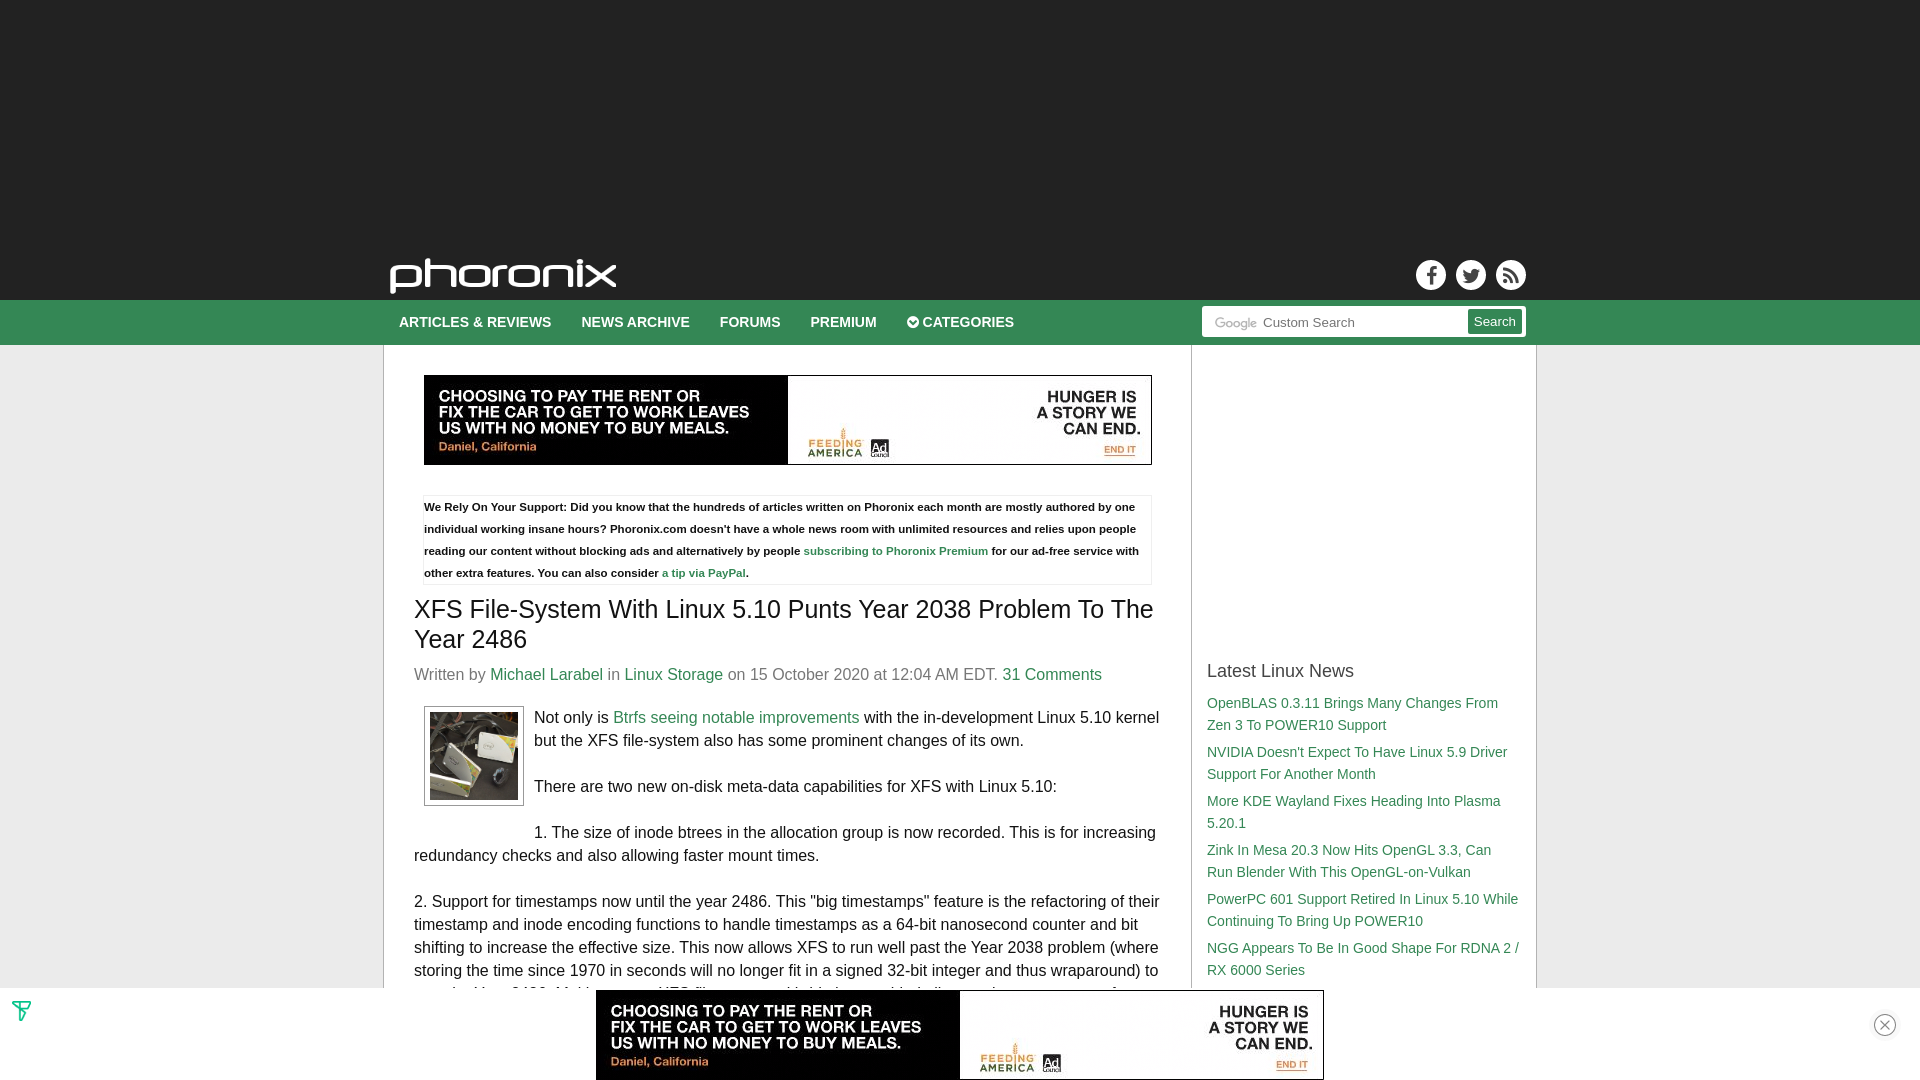 phoronix
ARTICLES & REVIEWS
NEWS ARCHIVE
FORUMS
PREMIUM
CATEGORIES
Google Custom Search
Search
CHOOSING TO PAY THE RENT OR
FIX THE CAR TO GET TO WORK LEAVES
US WITH NO MONEY TO BUY MEALS.
Daniel, California
FEEDING
AMERICA
Ad
Council
HUNGER IS
A STORY WE
CAN END.
END IT
We Rely On Your Support: Did you know that the hundreds of articles written on Phoronix each month are mostly authored by one
individual working insane hours? Phoronix.com doesn't have a whole news room with unlimited resources and relies upon people
reading our content without blocking ads and alternatively by people subscribing to Phoronix Premium for our ad-free service with
other extra features. You can also consider a tip via PayPal.
XFS File-System With Linux 5.10 Punts Year 2038 Problem To The
Year 2486
Written by Michael Larabel in Linux Storage on 15 October 2020 at 12:04 AM EDT. 31 Comments
Not only is Btrfs seeing notable improvements with the in-development Linux 5.10 kernel
but the XFS file-system also has some prominent changes of its own.
There are two new on-disk meta-data capabilities for XFS with Linux 5.10:
1. The size of inode btrees in the allocation group is now recorded. This is for increasing
redundancy checks and also allowing faster mount times.
2. Support for timestamps now until the year 2486. This "big timestamps" feature is the refactoring of their
timestamp and inode encoding functions to handle timestamps as a 64-bit nanosecond counter and bit
shifting to increase the effective size. This now allows XFS to run well past the Year 2038 problem (where
storing the time since 1970 in seconds will no longer fit in a signed 32-bit integer and thus wraparound) to
Latest Linux News
OpenBLAS 0.3.11 Brings Many Changes From
Zen 3 To POWER10 Support
NVIDIA Doesn't Expect To Have Linux 5.9 Driver
Support For Another Month
More KDE Wayland Fixes Heading Into Plasma
5.20.1
Zink In Mesa 20.3 Now Hits OpenGL 3.3, Can
Run Blender With This OpenGL-on-Vulkan
PowerPC 601 Support Retired In Linux 5.10 While
Continuing To Bring Up POWER10
NGG Appears To Be In Good Shape For RDNA 2 /
RX 6000 Series
CHOOSING TO PAY THE RENT OR
FIX THE CAR TO GET TO WORK LEAVES
US WITH NO MONEY TO BUY MEALS.
Daniel, California
FEEDING
AMERICA
Ad
Council
HUNGER IS
A STORY WE
CAN END.
END IT